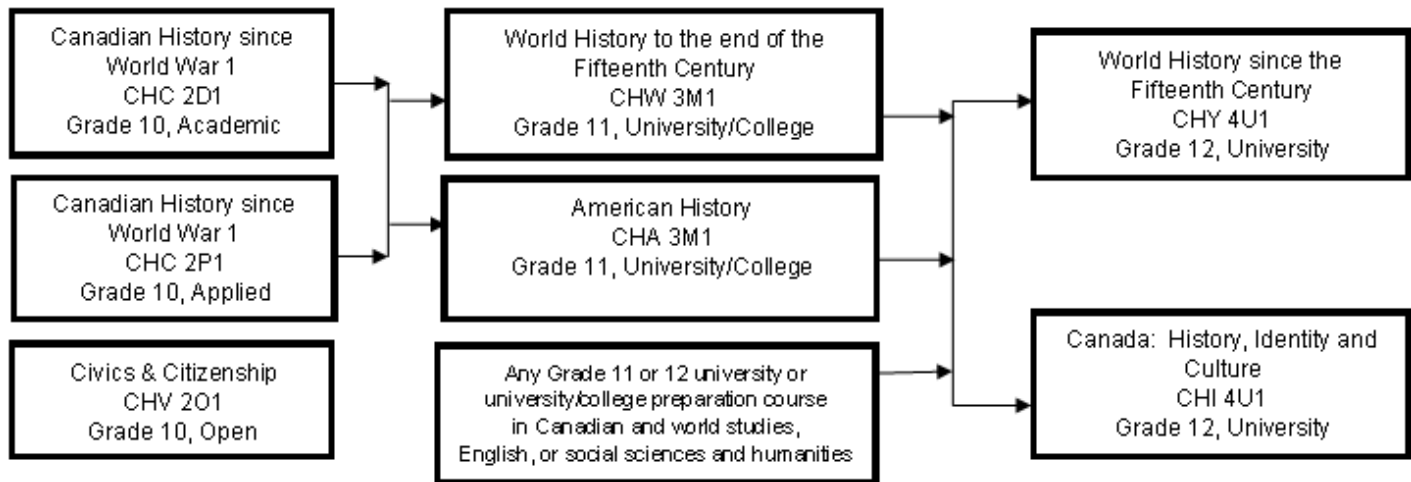 Canadian History since
World War 1
CHC 2D1
Grade 10, Academic
Canadian History since
World War 1
CHC 2P1
Grade 10, Applied
Civics & Citizenship
CHV 2O1
Grade 10, Open
World History to the end of the
Fifteenth Century
CHW 3M1
Grade 11, University/College
American History
CHA 3M1
Grade 11, University/College
Any Grade 11 or 12 university or
university/college preparation course
in Canadian and world studies,
English, or social sciences and humanities
World History since the
Fifteenth Century
CHY 4U1
Grade 12, University
Canada: History, Identity and
Culture
CHI 4U1
Grade 12, University